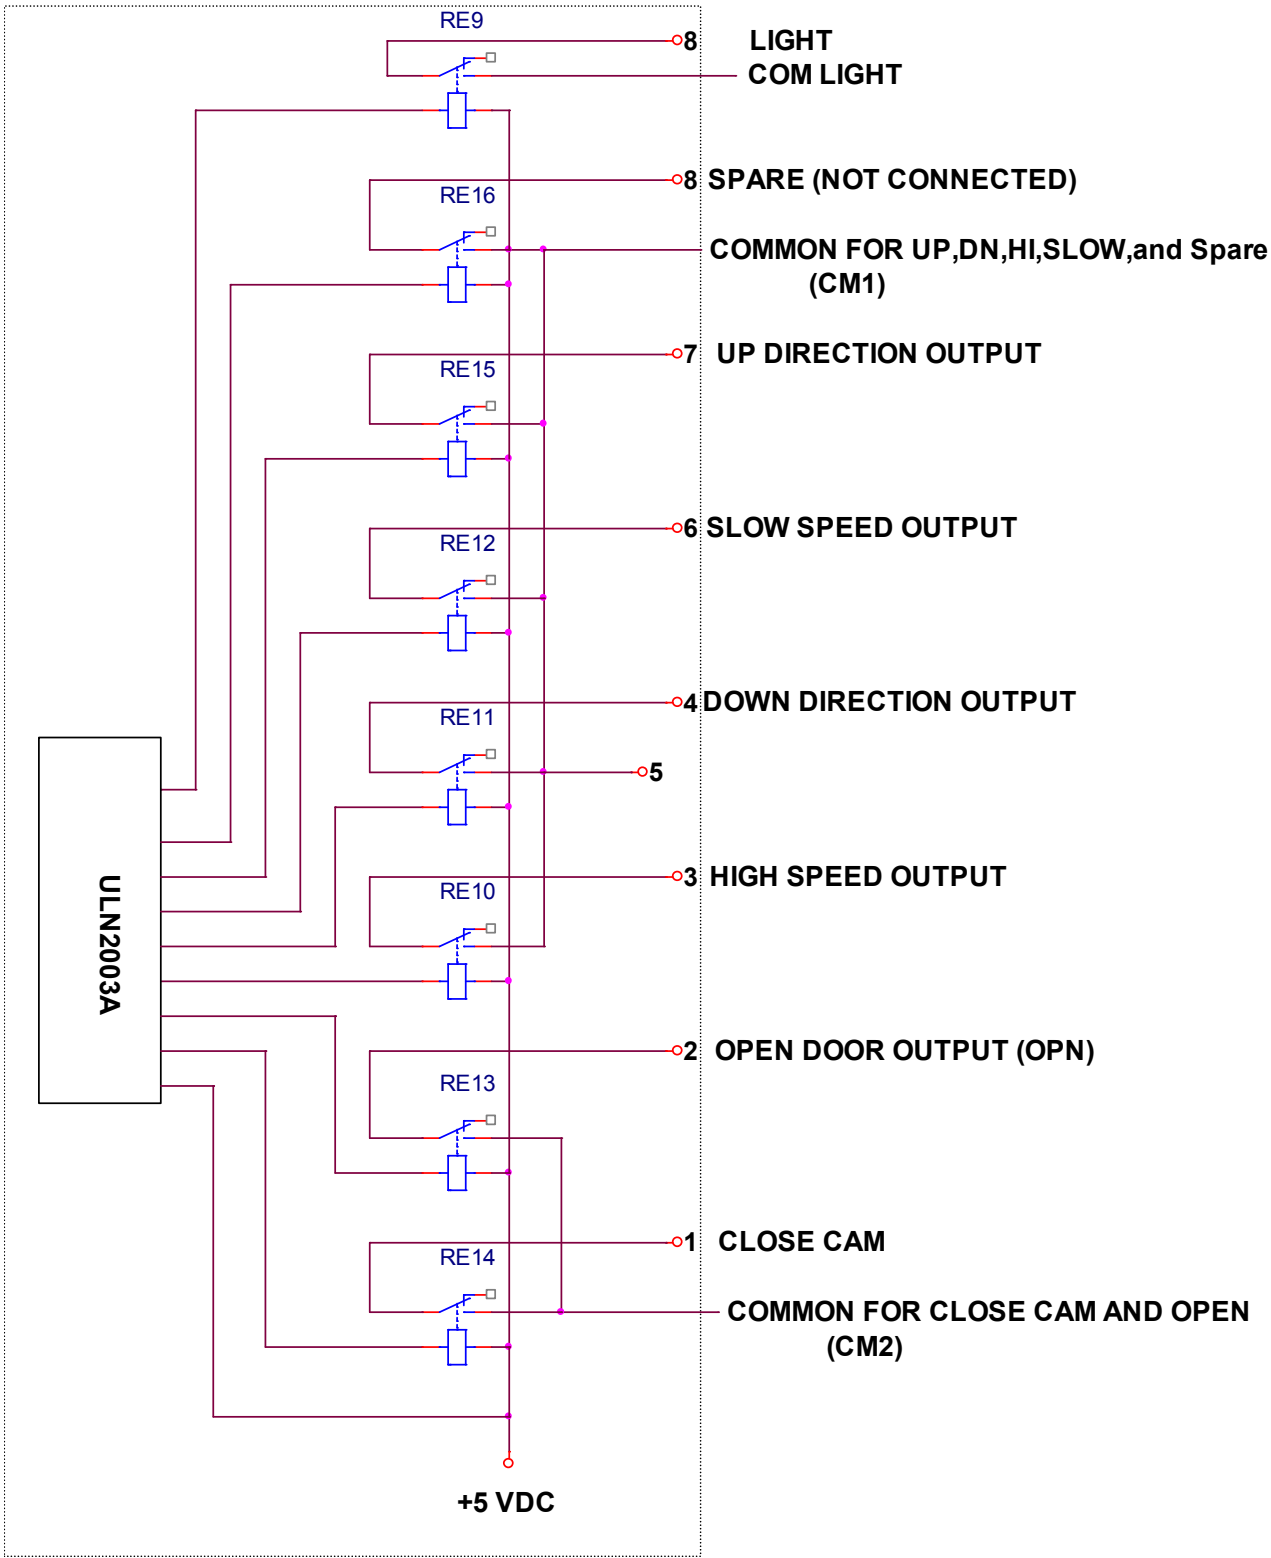 RE9
8 LIGHT
COM LIGHT
8 SPARE (NOT CONNECTED)
RE16
COMMON FOR UP,DN,HI,SLOW,and Spare
(CM1)
7 UP DIRECTION OUTPUT
RE15
6 SLOW SPEED OUTPUT
RE12
4 DOWN DIRECTION OUTPUT
RE11
5
ULN2003A
3 HIGH SPEED OUTPUT
RE10
2 OPEN DOOR OUTPUT (OPN)
RE13
1 CLOSE CAM
RE14
COMMON FOR CLOSE CAM AND OPEN
(CM2)
+5 VDC